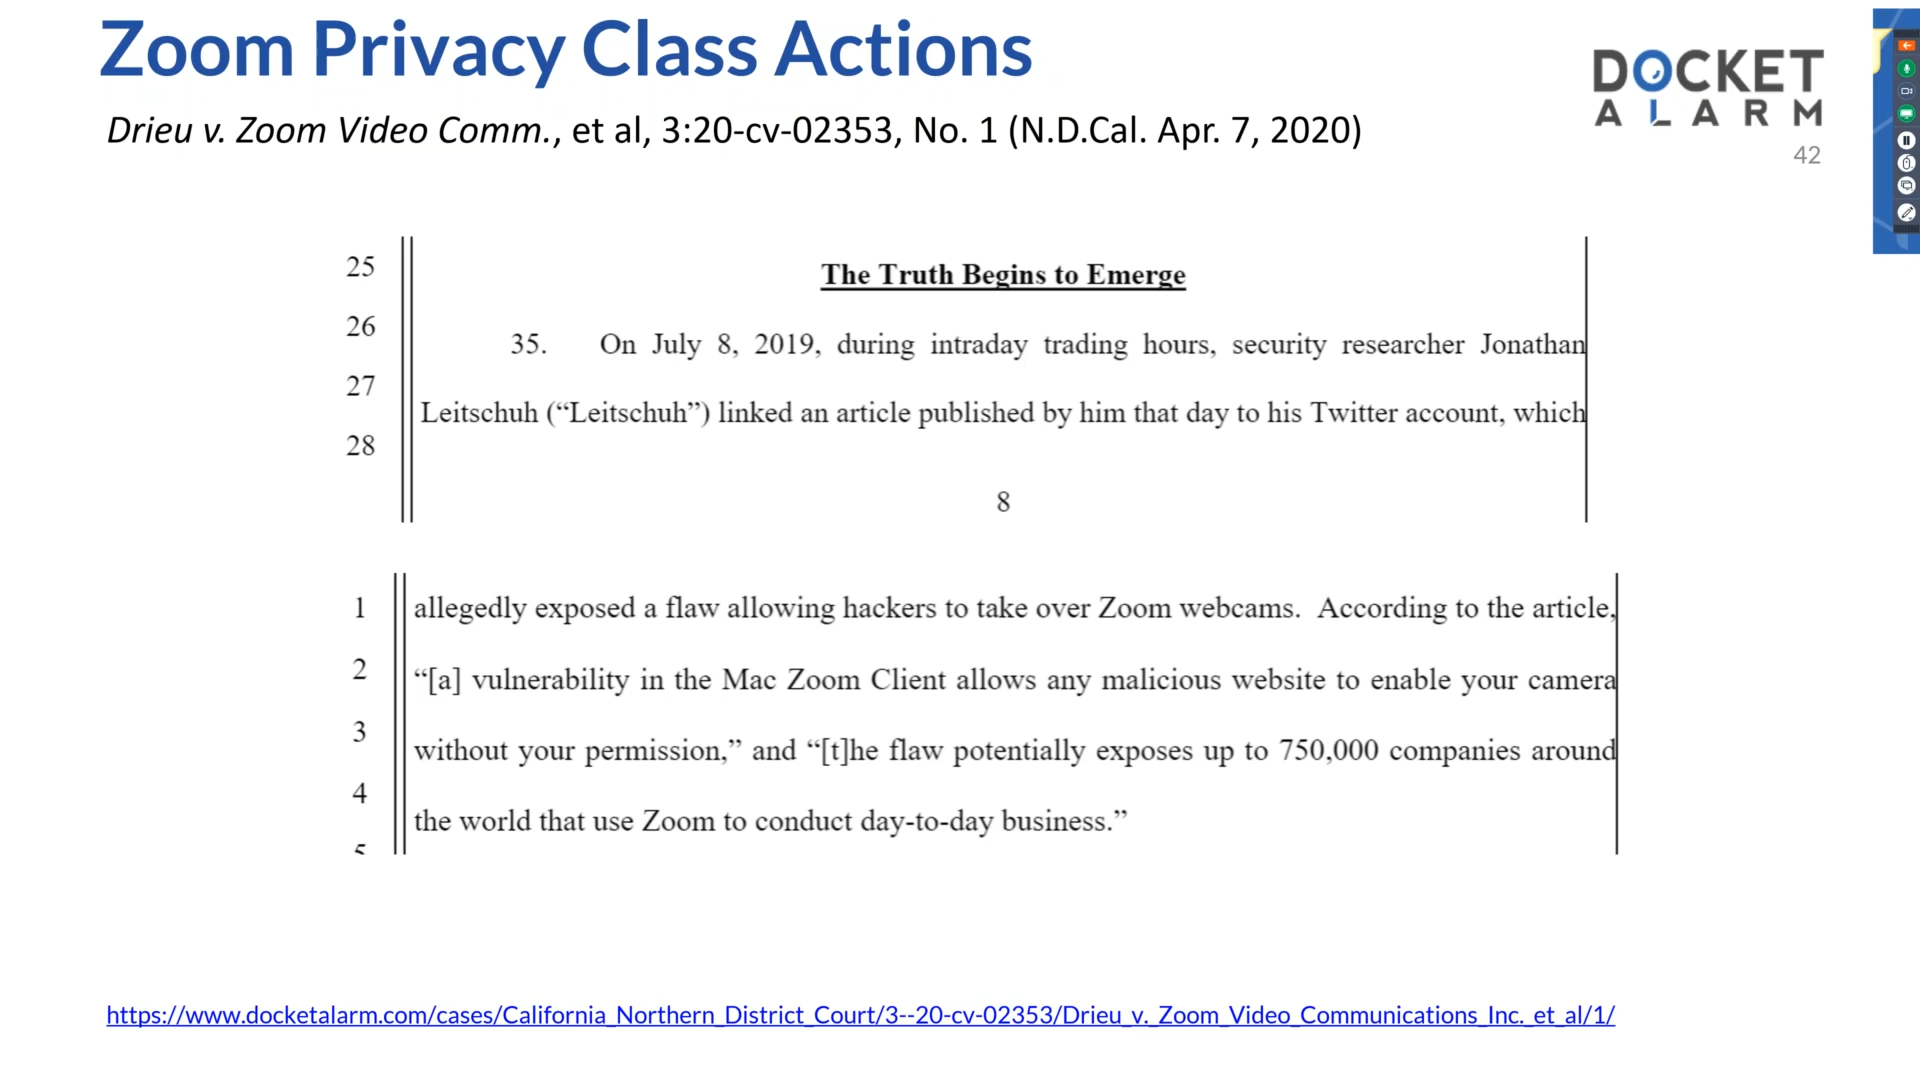 Zoom Privacy Class Actions
Drieu v. Zoom Video Comm., et al, 3:20-cv-02353, No. 1 (N.D.Cal. Apr. 7, 2020)
DOCKET
ALARM
42
25 The Truth Begins to Emerge
26 35. On July 8, 2019, during intraday trading hours, security researcher Jonathan
27 Leitschuh (“Leitschuh”) linked an article published by him that day to his Twitter account, which
28
8
1 allegedly exposed a flaw allowing hackers to take over Zoom webcams. According to the article,
2 “[a] vulnerability in the Mac Zoom Client allows any malicious website to enable your camera
3 without your permission,” and “[t]he flaw potentially exposes up to 750,000 companies around
4 the world that use Zoom to conduct day-to-day business.”
https://www.docketalarm.com/cases/California_Northern_District_Court/3--20-cv-02353/Drieu_v._Zoom_Video_Communications_Inc._et_al/1/